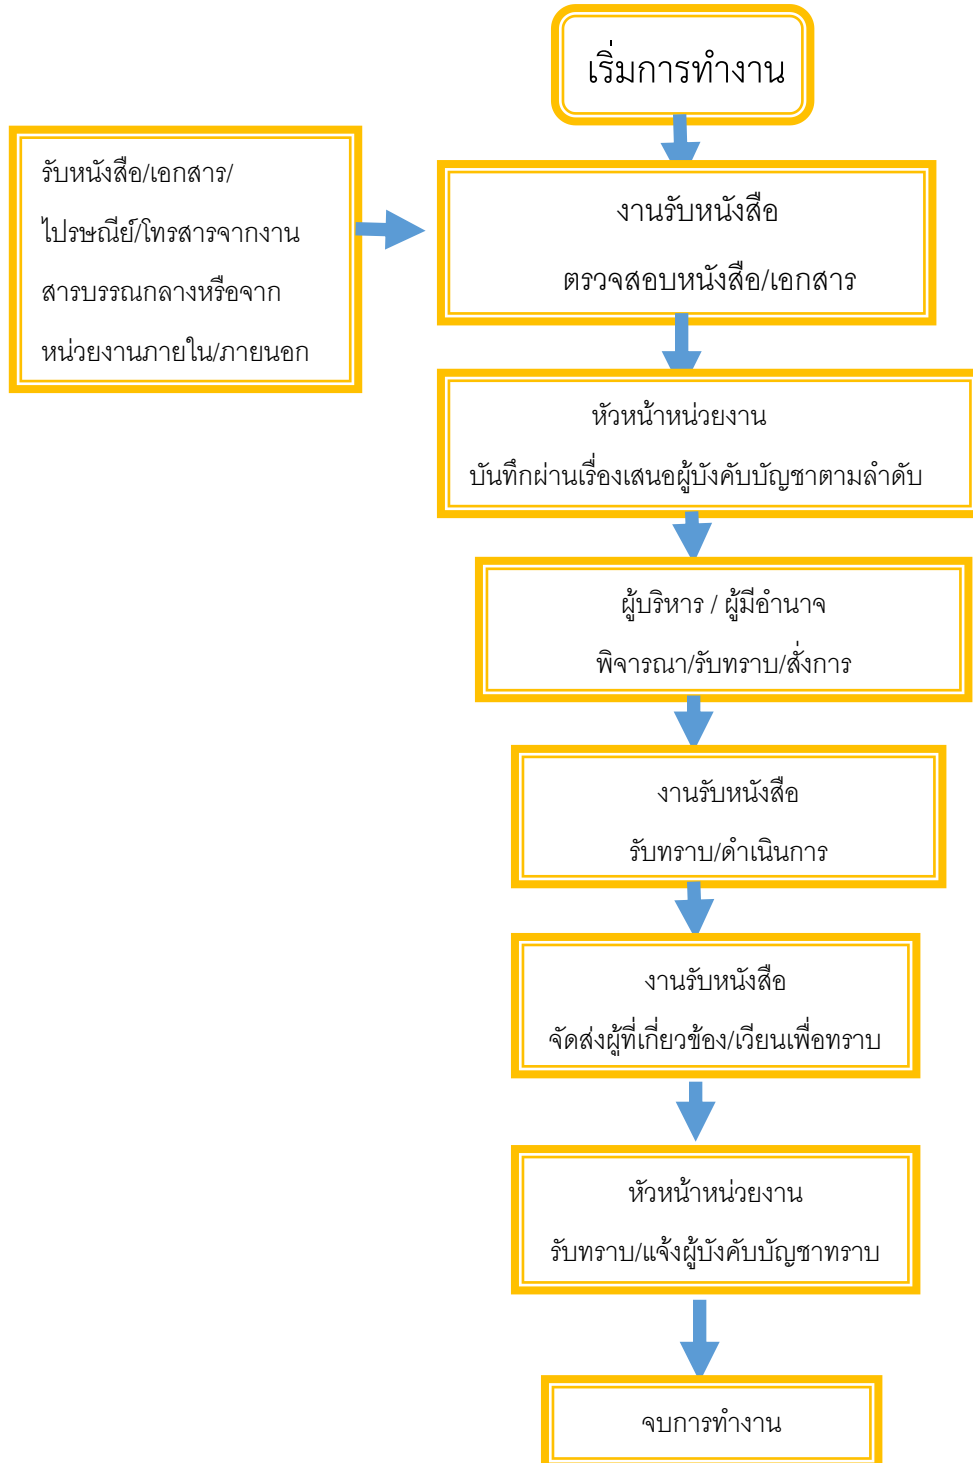 เริ่มการทำงาน
รับหนังสือ/เอกสาร/
ไปรษณีย์/โทรสารจากงาน
สารบรรณกลางหรือจาก
หน่วยงานภายใน/ภายนอก
งานรับหนังสือ
ตรวจสอบหนังสือ/เอกสาร
หัวหน้าหน่วยงาน
บันทึกผ่านเรื่องเสนอผู้บังคับบัญชาตามลำดับ
ผู้บริหาร / ผู้มีอำนาจ
พิจารณา/รับทราบ/สั่งการ
งานรับหนังสือ
รับทราบ/ดำเนินการ
งานรับหนังสือ
จัดส่งผู้ที่เกี่ยวข้อง/เวียนเพื่อทราบ
หัวหน้าหน่วยงาน
รับทราบ/แจ้งผู้บังคับบัญชาทราบ
จบการทำงาน